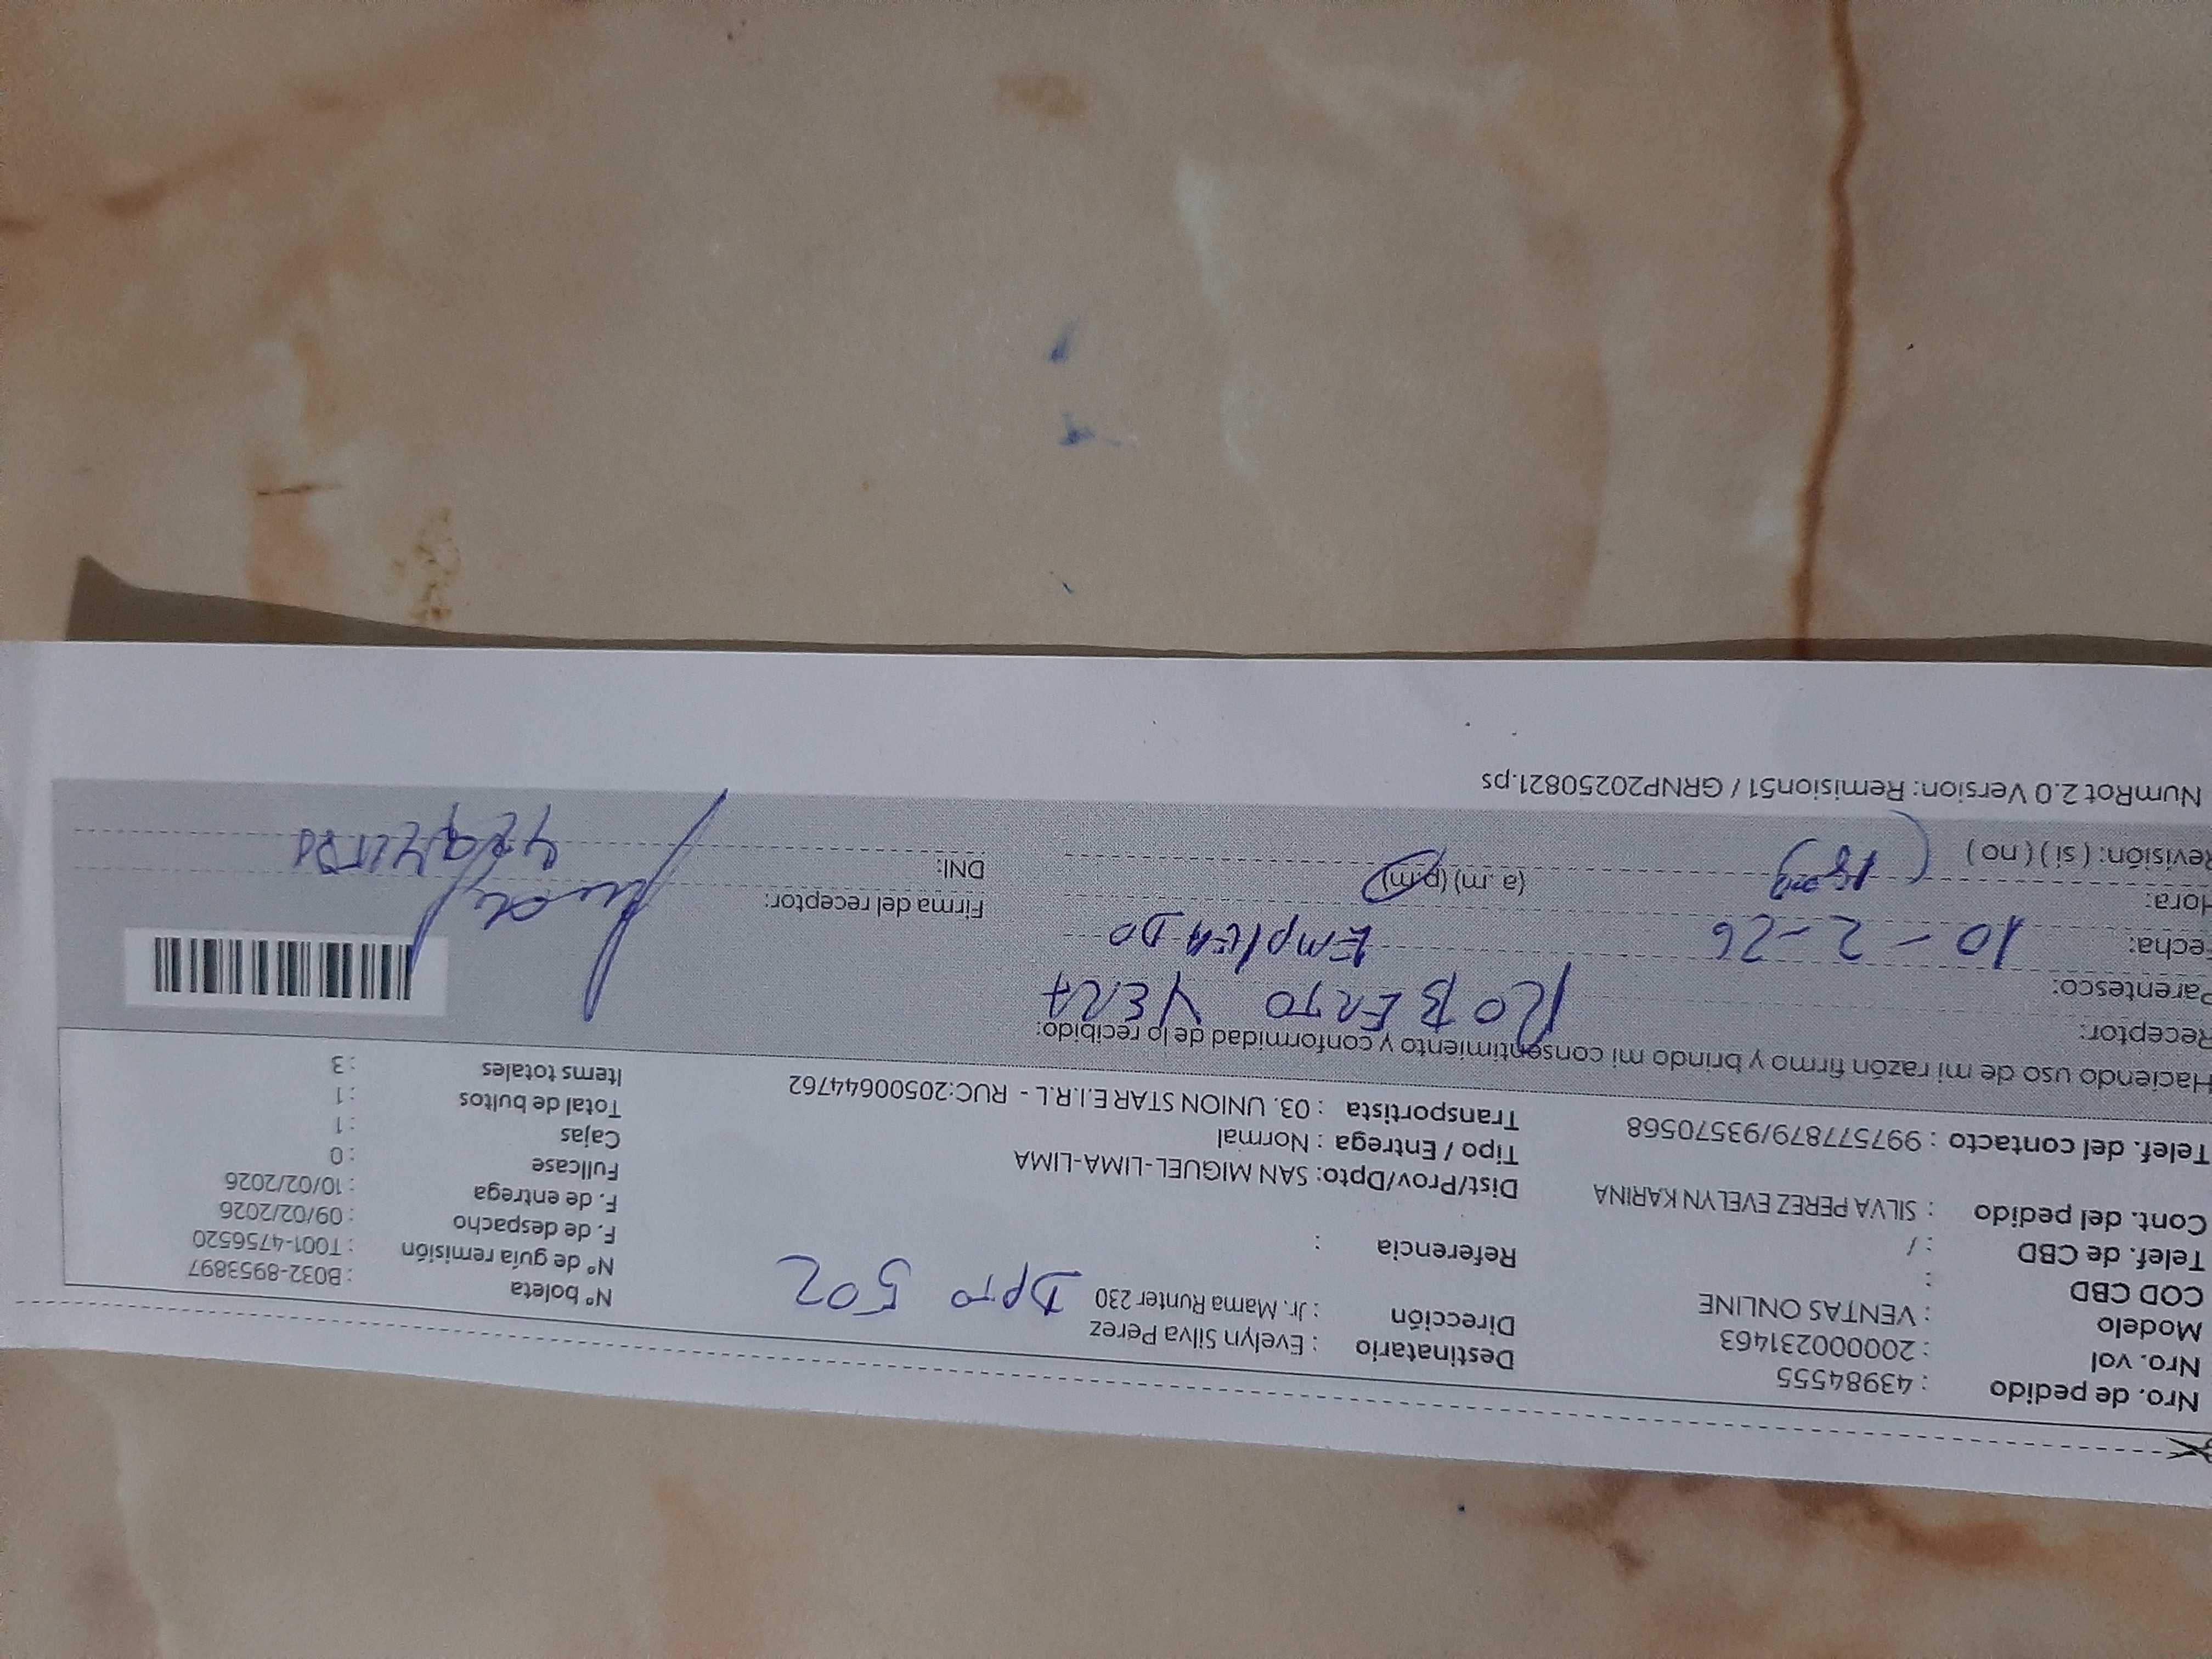 Nro. de pedido : 43984555
Nro. vol : 200000231463
Modelo : VENTAS ONLINE
COD CBD :
Telef. de CBD : /
Cont. del pedido : SILVA PEREZ EVELYN KARINA
Telef. del contacto : 997577879/93570568
Destinatario : Evelyn Silva Perez
Dirección : Jr. Mama Runter 230 DPTO 502
Referencia :
Dist/Prov/Dpto: SAN MIGUEL-LIMA-LIMA
Tipo / Entrega : Normal
Transportista : 03. UNION STAR E.I.R.L - RUC:20500644762
N° boleta : B032-8953897
N° de guía remisión : T001-4756520
F. de despacho : 09/02/2026
F. de entrega : 10/02/2026
Fullcase : 0
Cajas : 1
Total de bultos : 1
Items totales : 3
Haciendo uso de mi razón firmo y brindo mi consentimiento y conformidad de lo recibido:
Receptor: ROBERTO VERA
Parentesco: EMPLEADO
Fecha: 10-2-26
Hora: (a .m) (p.m)
Revisión: ( si ) ( no )
Firma del receptor:
DNI:
NumRot 2.0 Version: Remision51 / GRNP20250821.ps